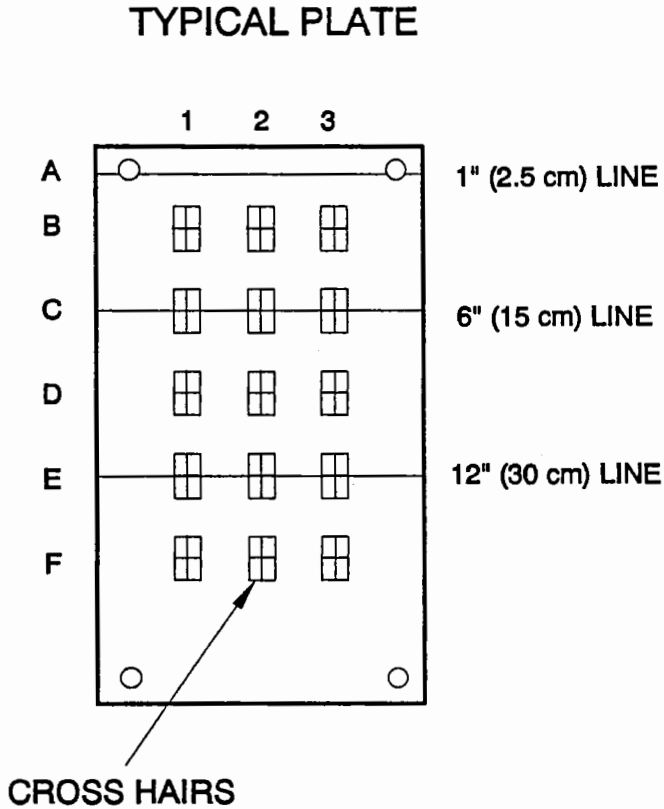 TYPICAL PLATE
1 2 3
A 1" (2.5 cm) LINE
B
C 6" (15 cm) LINE
D
E 12" (30 cm) LINE
F
CROSS HAIRS